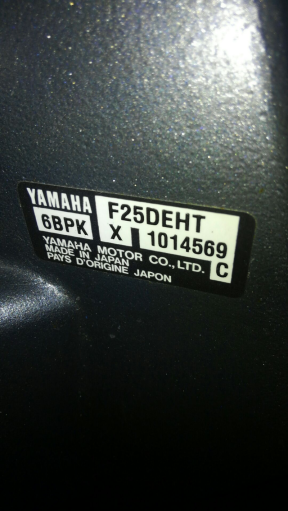 YAMAHA F25DEHT
6BPK X 1014569
YAMAHA MOTOR CO., LTD. C
MADE IN JAPAN
PAYS D'ORIGINE JAPON